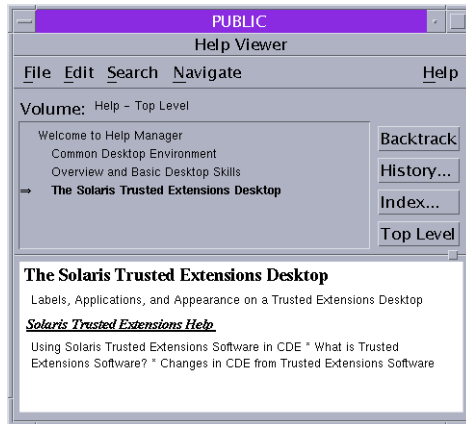 PUBLIC
Help Viewer
File Edit Search Navigate Help
Volume: Help - Top Level
Welcome to Help Manager
Common Desktop Environment
Overview and Basic Desktop Skills
⇒ The Solaris Trusted Extensions Desktop
Backtrack
History...
Index...
Top Level
The Solaris Trusted Extensions Desktop
Labels, Applications, and Appearance on a Trusted Extensions Desktop
Solaris Trusted Extensions Help
Using Solaris Trusted Extensions Software in CDE * What is Trusted
Extensions Software? * Changes in CDE from Trusted Extensions Software